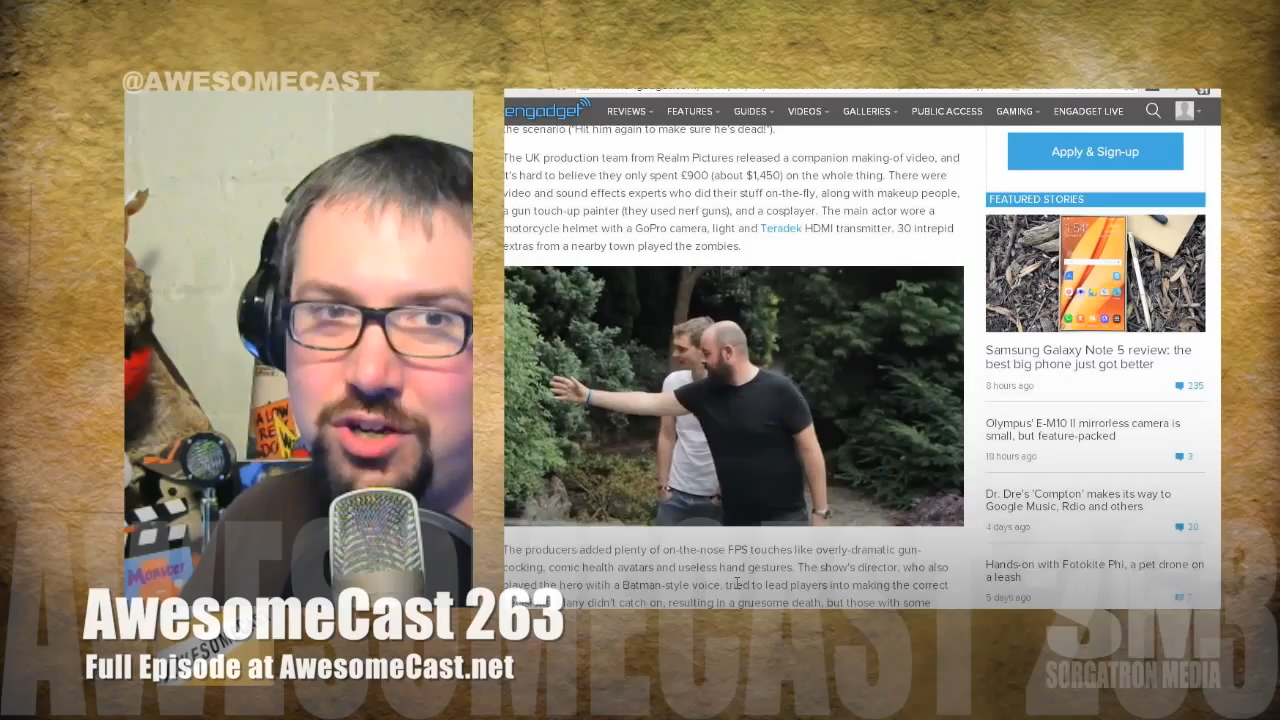 @AWESOMECAST
engadget
REVIEWS
FEATURES
GUIDES
VIDEOS
GALLERIES
PUBLIC ACCESS
GAMING
ENGADGET LIVE
31
the scenario ("Hit him again to make sure he's dead!").
The UK production team from Realm Pictures released a companion making-of video, and
it's hard to believe they only spent £900 (about $1,450) on the whole thing. There were
video and sound effects experts who did their stuff on-the-fly, along with makeup people,
a gun touch-up painter (they used nerf guns), and a cosplayer. The main actor wore a
motorcycle helmet with a GoPro camera, light and Teradek HDMI transmitter. 30 intrepid
extras from a nearby town played the zombies.
The producers added plenty of on-the-nose FPS touches like overly-dramatic gun-
cocking, comic health avatars and useless hand gestures. The show's director, who also
played the hero with a Batman-style voice, tried to lead players into making the correct
many didn't catch on, resulting in a gruesome death, but those with some
Apply & Sign-up
FEATURED STORIES
Samsung Galaxy Note 5 review: the
best big phone just got better
8 hours ago 235
Olympus' E-M10 II mirrorless camera is
small, but feature-packed
18 hours ago 3
Dr. Dre's 'Compton' makes its way to
Google Music, Rdio and others
4 days ago 20
Hands-on with Fotokite Phi, a pet drone on
a leash
5 days ago
MONSTER
AwesomeCast 263
Full Episode at AwesomeCast.net
AWESOMECAST 263
SM
SORGATRON MEDIA